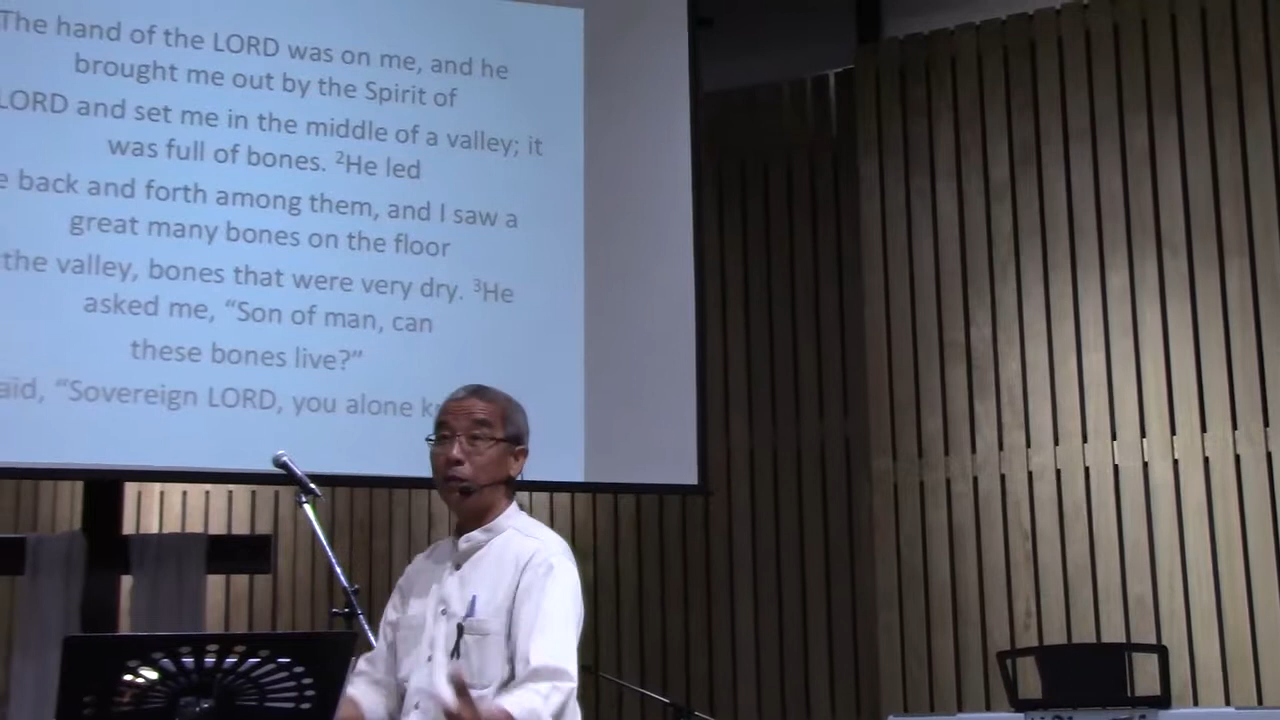 The hand of the LORD was on me, and he
brought me out by the Spirit of
LORD and set me in the middle of a valley; it
was full of bones. ²He led
back and forth among them, and I saw a
great many bones on the floor
the valley, bones that were very dry. ³He
asked me, “Son of man, can
these bones live?”
“Sovereign LORD, you alone